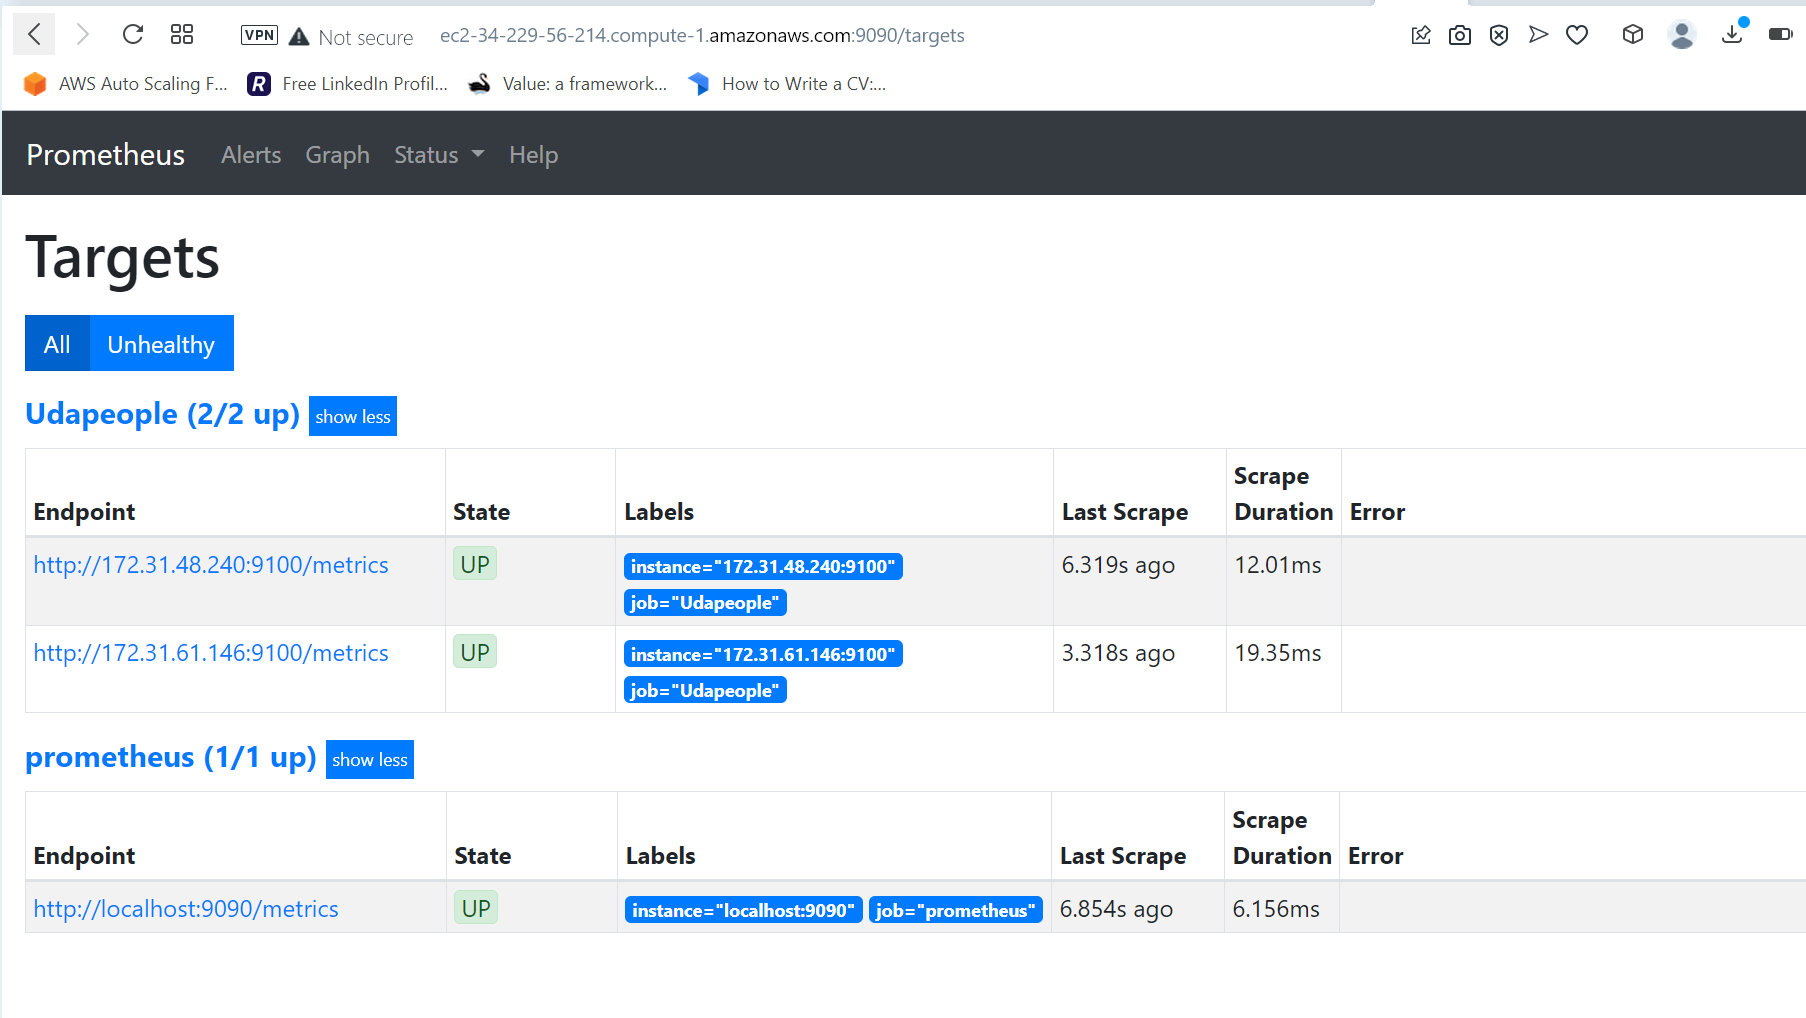 VPN Not secure ec2-34-229-56-214.compute-1.amazonaws.com:9090/targets
AWS Auto Scaling F... R Free LinkedIn Profil... Value: a framework... How to Write a CV:...
Prometheus Alerts Graph Status Help
Targets
All Unhealthy
Udapeople (2/2 up) show less
Endpoint State Labels Last Scrape Scrape Duration Error
http://172.31.48.240:9100/metrics UP instance="172.31.48.240:9100" 6.319s ago 12.01ms
job="Udapeople"
http://172.31.61.146:9100/metrics UP instance="172.31.61.146:9100" 3.318s ago 19.35ms
job="Udapeople"
prometheus (1/1 up) show less
Endpoint State Labels Last Scrape Scrape Duration Error
http://localhost:9090/metrics UP instance="localhost:9090" job="prometheus" 6.854s ago 6.156ms